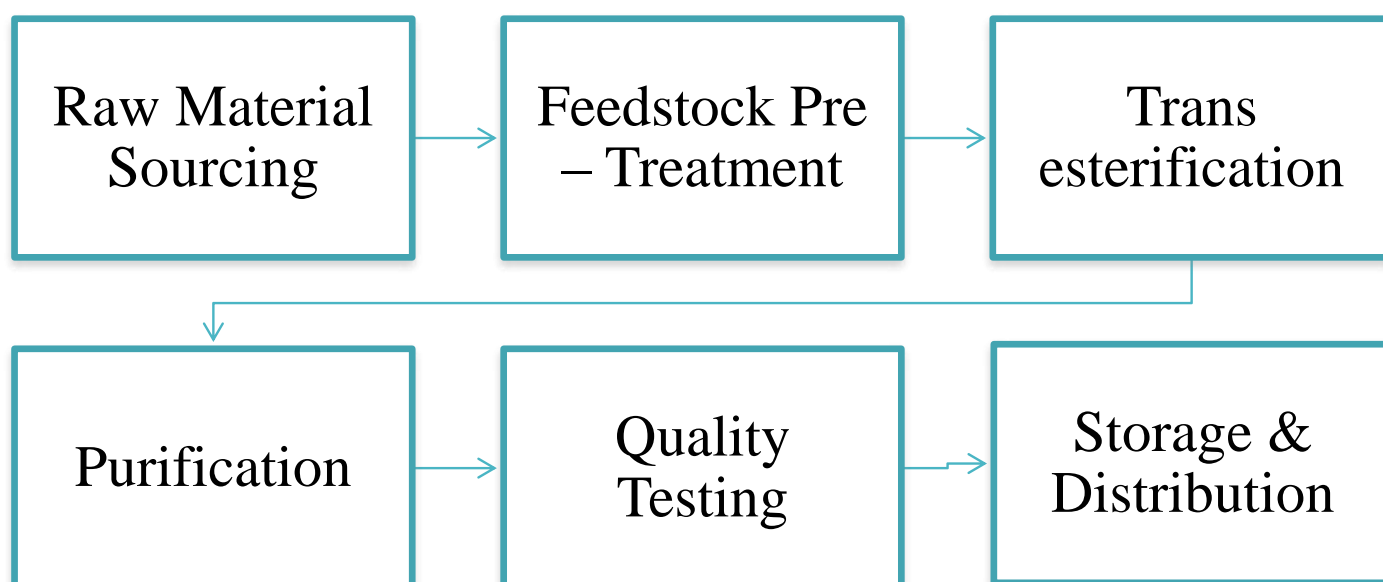 Raw Material
Sourcing
Feedstock Pre
– Treatment
Trans
esterification
Purification
Quality
Testing
Storage &
Distribution